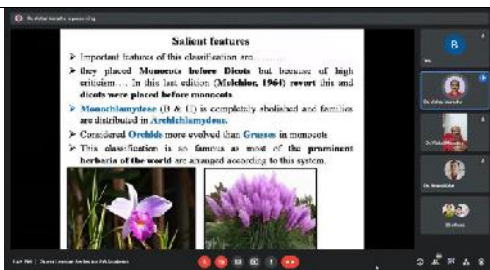 Salient features
➤ Important features of this classification are
➤ they placed Monocots before Dicots but because of high
criticism... In this last edition (Melchior, 1964) revert this and
dicots were placed before monocots.
➤ Monochlamydeae (B & H) is completely abolished and families
are distributed in Archichlamydeae.
➤ Considered Orchids more evolved than Grasses in monocots
➤ This classification is so famous as most of the prominent
herbaria of the world are arranged according to this system.
B
You